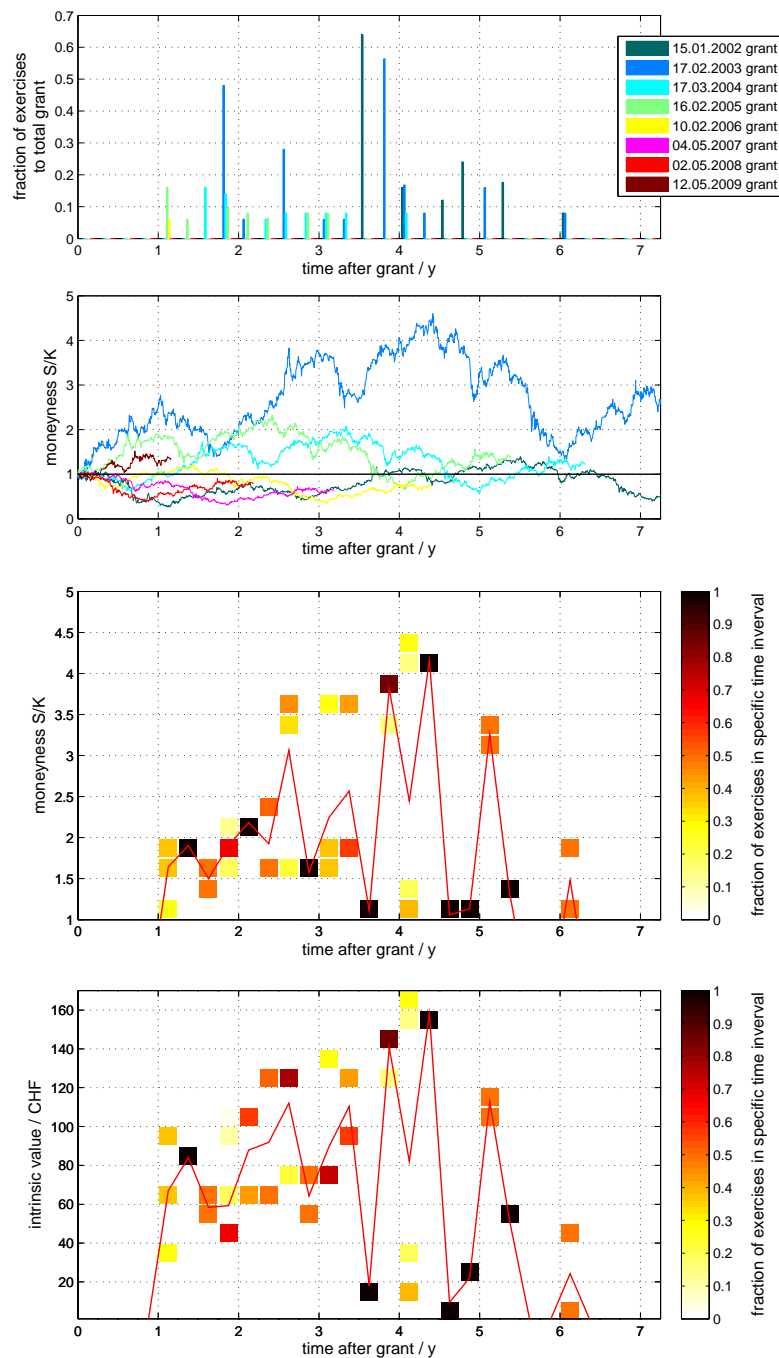 0.7
0.6
0.5
0.4
0.3
0.2
0.1
0
0 1 2 3 4 5 6 7
time after grant / y
fraction of exercises
to total grant
15.01.2002 grant
17.02.2003 grant
17.03.2004 grant
16.02.2005 grant
10.02.2006 grant
04.05.2007 grant
02.05.2008 grant
12.05.2009 grant
5
4
3
2
1
0
0 1 2 3 4 5 6 7
time after grant / y
moneyness S/K
5
4.5
4
3.5
3
2.5
2
1.5
1
0 1 2 3 4 5 6 7
time after grant / y
moneyness S/K
1
0.9
0.8
0.7
0.6
0.5
0.4
0.3
0.2
0.1
0
fraction of exercises in specific time inverval
160
140
120
100
80
60
40
20
0 1 2 3 4 5 6 7
time after grant / y
intrinsic value / CHF
1
0.9
0.8
0.7
0.6
0.5
0.4
0.3
0.2
0.1
0
fraction of exercises in specific time inverval